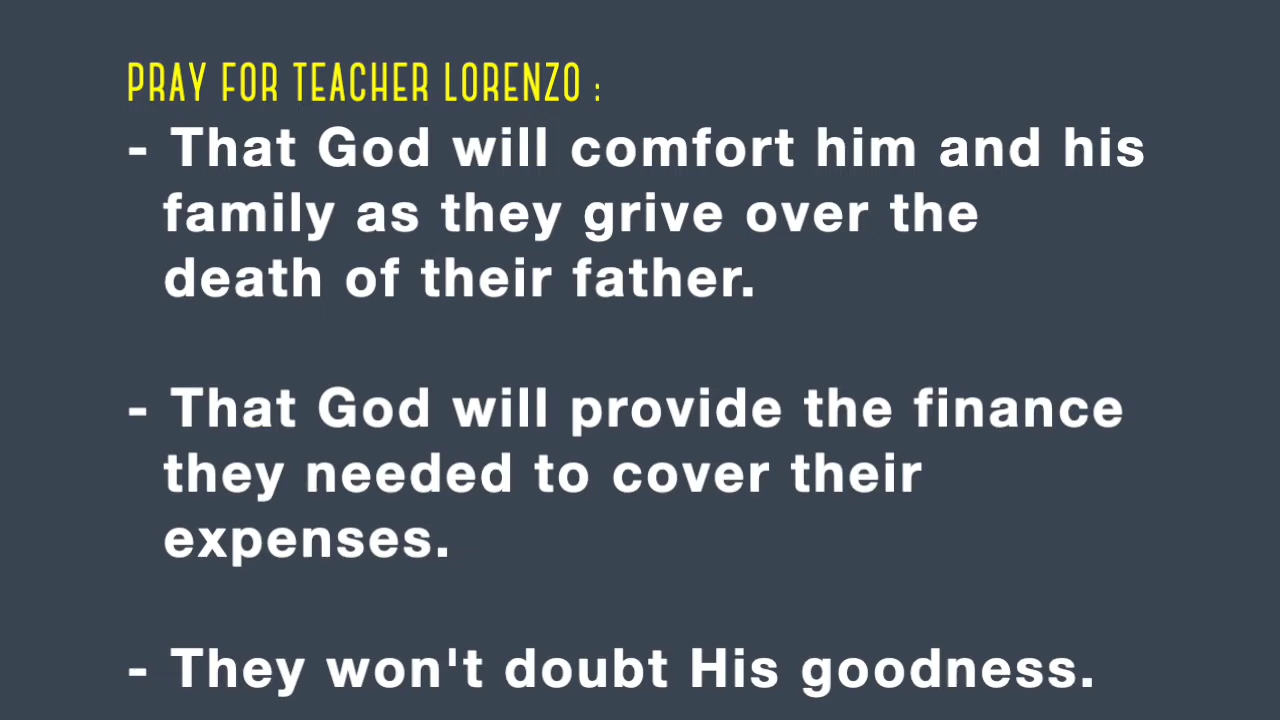 PRAY FOR TEACHER LORENZO :
- That God will comfort him and his
family as they grive over the
death of their father.
- That God will provide the finance
they needed to cover their
expenses.
- They won't doubt His goodness.